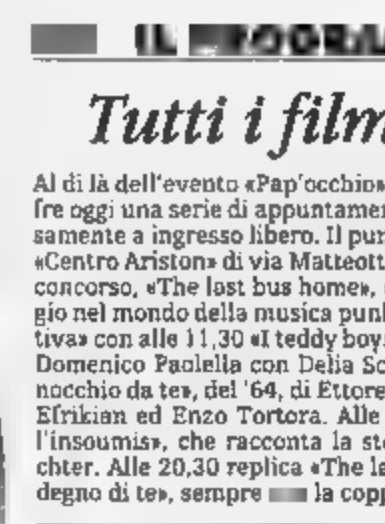 IL
Tutti i film
Al di là dell'evento «Pap'occhio»
fre oggi una serie di appuntamen
samente a ingresso libero. Il pun
«Centro Ariston» di via Matteott
concorso, «The last bus home»,
gio nel mondo della musica punk
tiva» con alle 11,30 «I teddy boys
Domenico Paolella con Delia Sc
nocchio da te», del '64, di Ettore
Efrikian ed Enzo Tortora. Alle
l'insoumis», che racconta la sto
chter. Alle 20,30 replica «The la
degno di te», sempre la copp